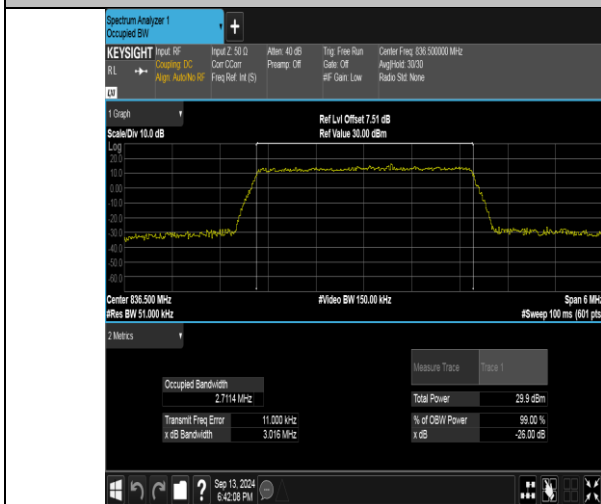 Spectrum Analyzer 1
Occupied BW
+
KEYSIGHT Input: RF Input Z: 50 Ω Atten: 40 dB Trig: Free Run Center Freq: 836.500000 MHz
RL Coupling: DC Corr CCorr Preamp: Off Gate: Off Avg|Hold: 30/30
Align: Auto/No RF Freq Ref: Int (S) #IF Gain: Low Radio Std: None
1 Graph
Ref Lvl Offset 7.51 dB
Scale/Div 10.0 dB Ref Value 30.00 dBm
Log
20.0
10.0
0.00
-10.0
-20.0
-30.0
-40.0
-50.0
-60.0
Center 836.500 MHz #Video BW 150.00 kHz Span 6 MHz
#Res BW 51.000 kHz #Sweep 100 ms (601 pts
2 Metrics
Measure Trace Trace 1
Occupied Bandwidth
2.7114 MHz Total Power 29.9 dBm
Transmit Freq Error 11.000 kHz % of OBW Power 99.00 %
x dB Bandwidth 3.016 MHz x dB -26.00 dB
? Sep 13, 2024
6:42:08 PM